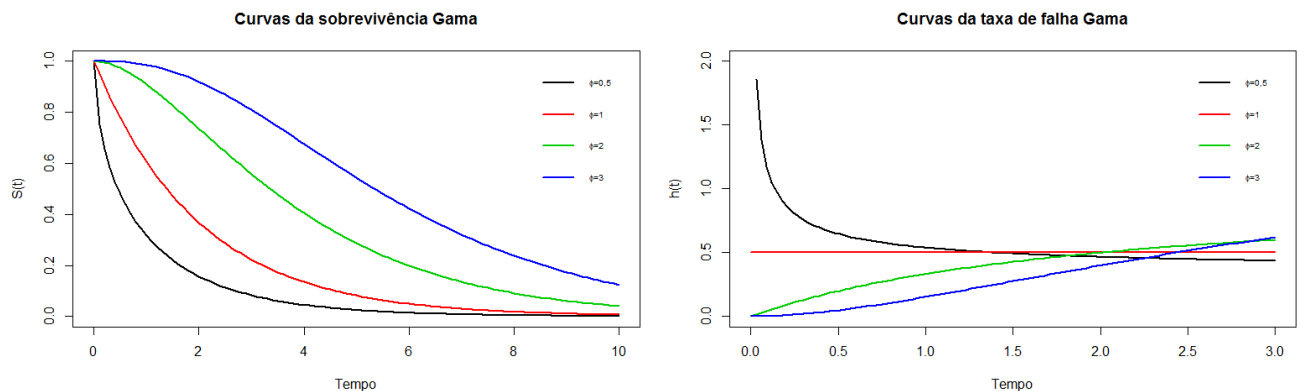 Curvas da sobrevivência Gama
S(t)
1.0
0.8
0.6
0.4
0.2
0.0
ϕ=0,5
ϕ=1
ϕ=2
ϕ=3
0 2 4 6 8 10
Tempo
Curvas da taxa de falha Gama
h(t)
2.0
1.5
1.0
0.5
0.0
ϕ=0,5
ϕ=1
ϕ=2
ϕ=3
0.0 0.5 1.0 1.5 2.0 2.5 3.0
Tempo